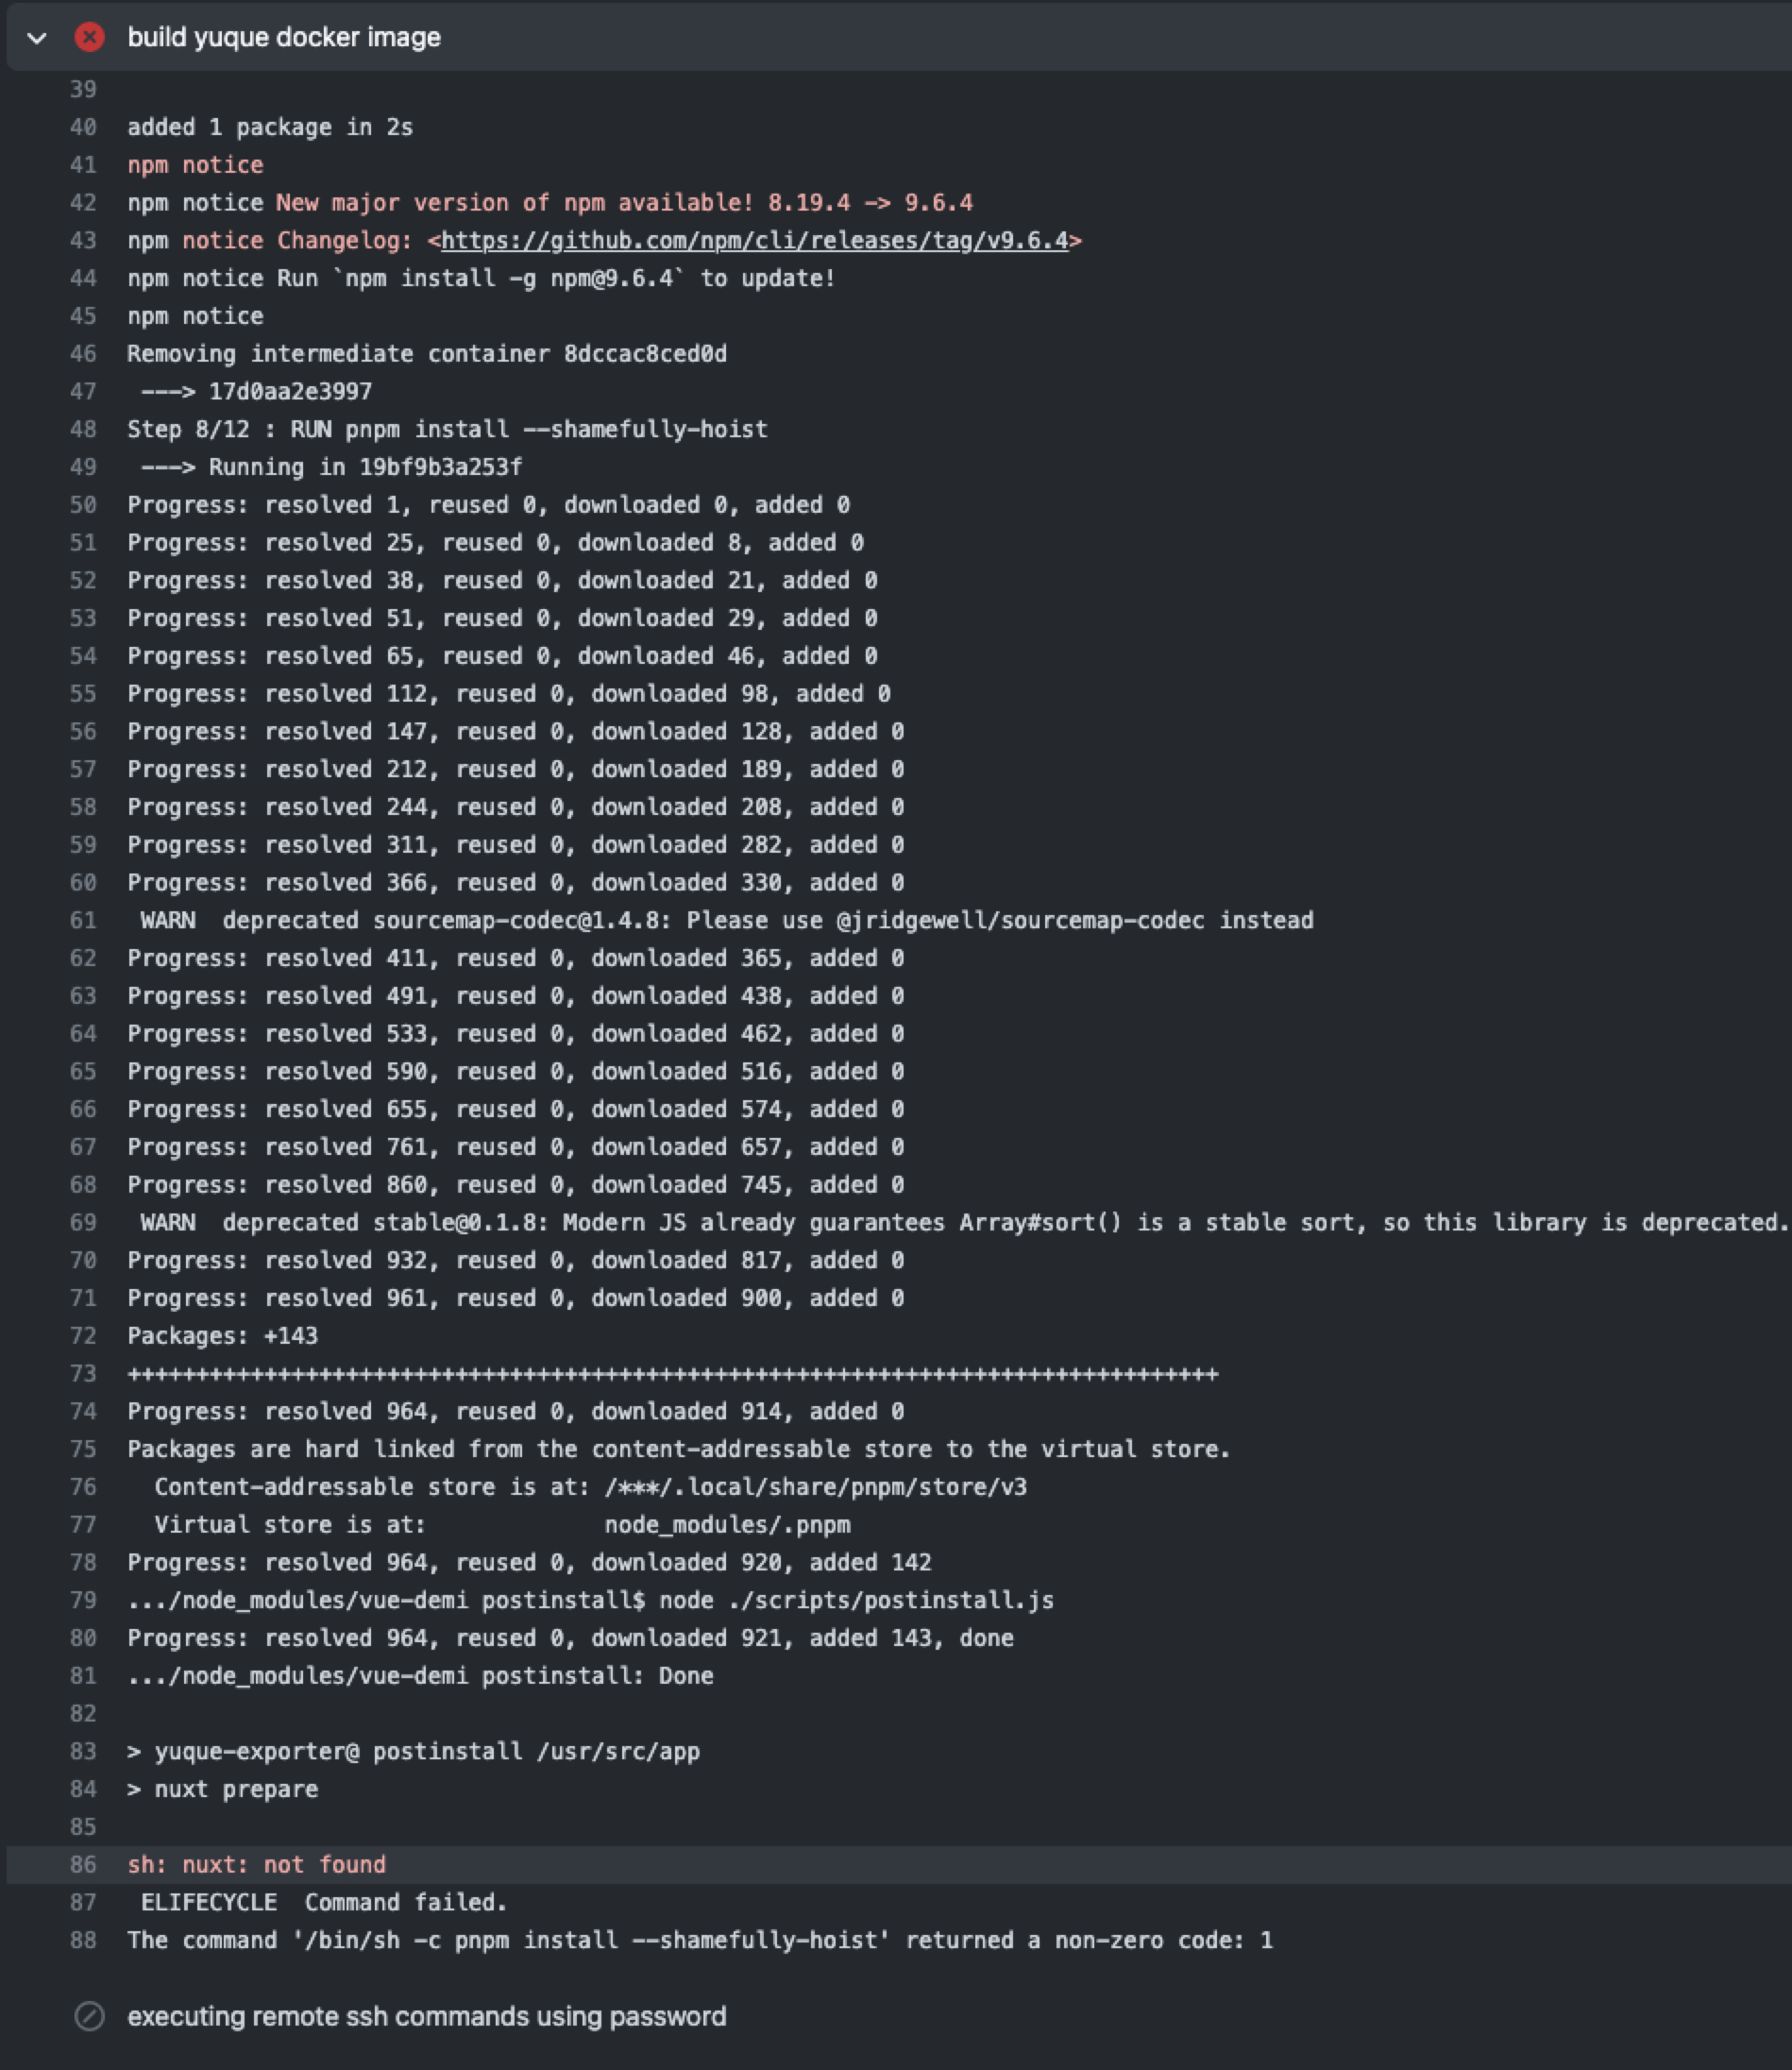 build yuque docker image
39
40 added 1 package in 2s
41 npm notice
42 npm notice New major version of npm available! 8.19.4 -> 9.6.4
43 npm notice Changelog: <https://github.com/npm/cli/releases/tag/v9.6.4>
44 npm notice Run `npm install -g npm@9.6.4` to update!
45 npm notice
46 Removing intermediate container 8dccac8ced0d
47  ---> 17d0aa2e3997
48 Step 8/12 : RUN pnpm install --shamefully-hoist
49  ---> Running in 19bf9b3a253f
50 Progress: resolved 1, reused 0, downloaded 0, added 0
51 Progress: resolved 25, reused 0, downloaded 8, added 0
52 Progress: resolved 38, reused 0, downloaded 21, added 0
53 Progress: resolved 51, reused 0, downloaded 29, added 0
54 Progress: resolved 65, reused 0, downloaded 46, added 0
55 Progress: resolved 112, reused 0, downloaded 98, added 0
56 Progress: resolved 147, reused 0, downloaded 128, added 0
57 Progress: resolved 212, reused 0, downloaded 189, added 0
58 Progress: resolved 244, reused 0, downloaded 208, added 0
59 Progress: resolved 311, reused 0, downloaded 282, added 0
60 Progress: resolved 366, reused 0, downloaded 330, added 0
61  WARN  deprecated sourcemap-codec@1.4.8: Please use @jridgewell/sourcemap-codec instead
62 Progress: resolved 411, reused 0, downloaded 365, added 0
63 Progress: resolved 491, reused 0, downloaded 438, added 0
64 Progress: resolved 533, reused 0, downloaded 462, added 0
65 Progress: resolved 590, reused 0, downloaded 516, added 0
66 Progress: resolved 655, reused 0, downloaded 574, added 0
67 Progress: resolved 761, reused 0, downloaded 657, added 0
68 Progress: resolved 860, reused 0, downloaded 745, added 0
69  WARN  deprecated stable@0.1.8: Modern JS already guarantees Array#sort() is a stable sort, so this library is deprecated.
70 Progress: resolved 932, reused 0, downloaded 817, added 0
71 Progress: resolved 961, reused 0, downloaded 900, added 0
72 Packages: +143
73 ++++++++++++++++++++++++++++++++++++++++++++++++++++++++++++++++++++++++++++++++
74 Progress: resolved 964, reused 0, downloaded 914, added 0
75 Packages are hard linked from the content-addressable store to the virtual store.
76   Content-addressable store is at: /***/.local/share/pnpm/store/v3
77   Virtual store is at:             node_modules/.pnpm
78 Progress: resolved 964, reused 0, downloaded 920, added 142
79 .../node_modules/vue-demi postinstall$ node ./scripts/postinstall.js
80 Progress: resolved 964, reused 0, downloaded 921, added 143, done
81 .../node_modules/vue-demi postinstall: Done
82
83 > yuque-exporter@ postinstall /usr/src/app
84 > nuxt prepare
85
86 sh: nuxt: not found
87  ELIFECYCLE  Command failed.
88 The command '/bin/sh -c pnpm install --shamefully-hoist' returned a non-zero code: 1
executing remote ssh commands using password